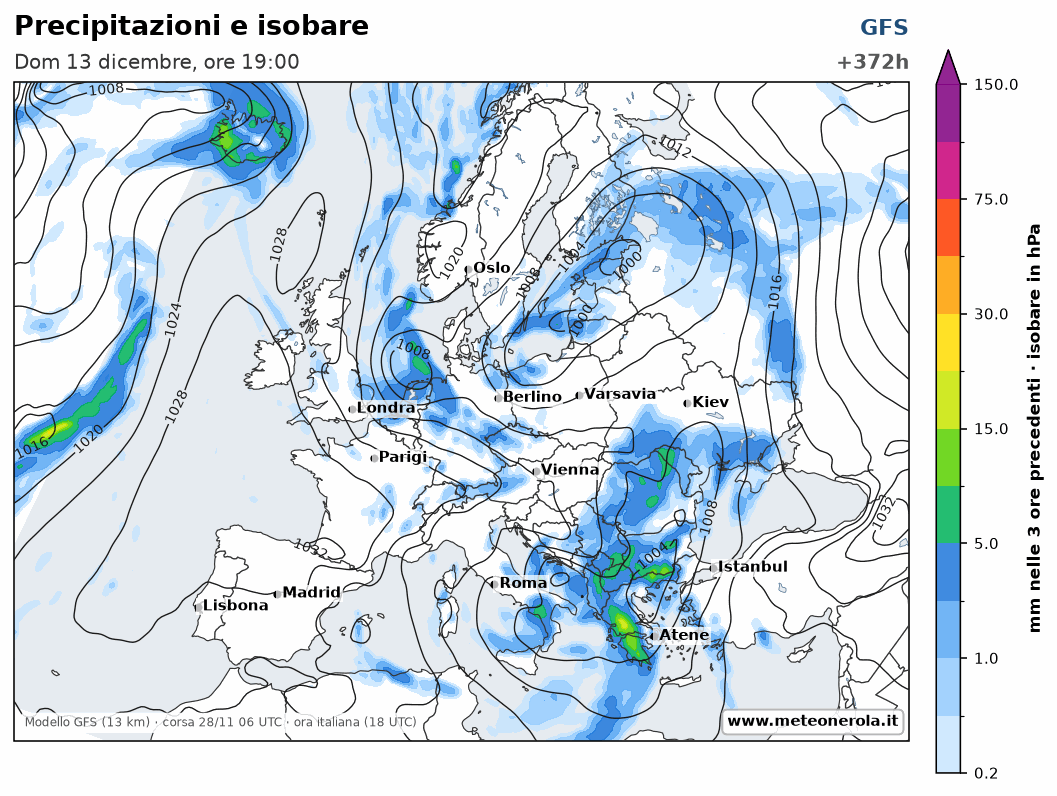 Precipitazioni e isobare
GFS
Dom 13 dicembre, ore 19:00
+372h
1008
1012
1028
1020
Oslo
1004
1000
1008
1016
1024
1000
1008
1028
Berlino
Varsavia
Kiev
Londra
1016
1020
Parigi
Vienna
1008
1032
1032
1004
Istanbul
Roma
Madrid
Lisbona
Atene
Modello GFS (13 km) · corsa 28/11 06 UTC · ora italiana (18 UTC)
www.meteonerola.it
150.0
75.0
30.0
15.0
5.0
1.0
0.2
mm nelle 3 ore precedenti · isobare in hPa